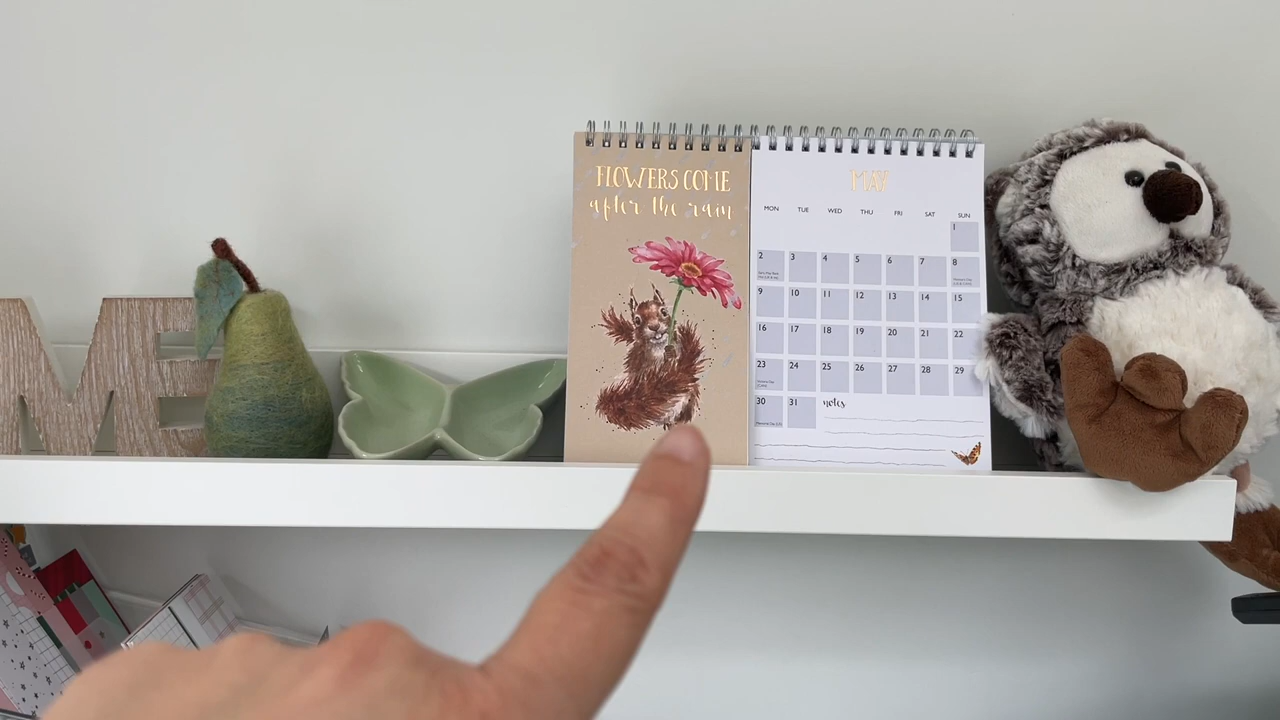 ME
FLOWERS COME
after the rain
MAY
MON TUE WED THU FRI SAT SUN
1
2 3 4 5 6 7 8
9 10 11 12 13 14 15
16 17 18 19 20 21 22
23 24 25 26 27 28 29
30 31 notes